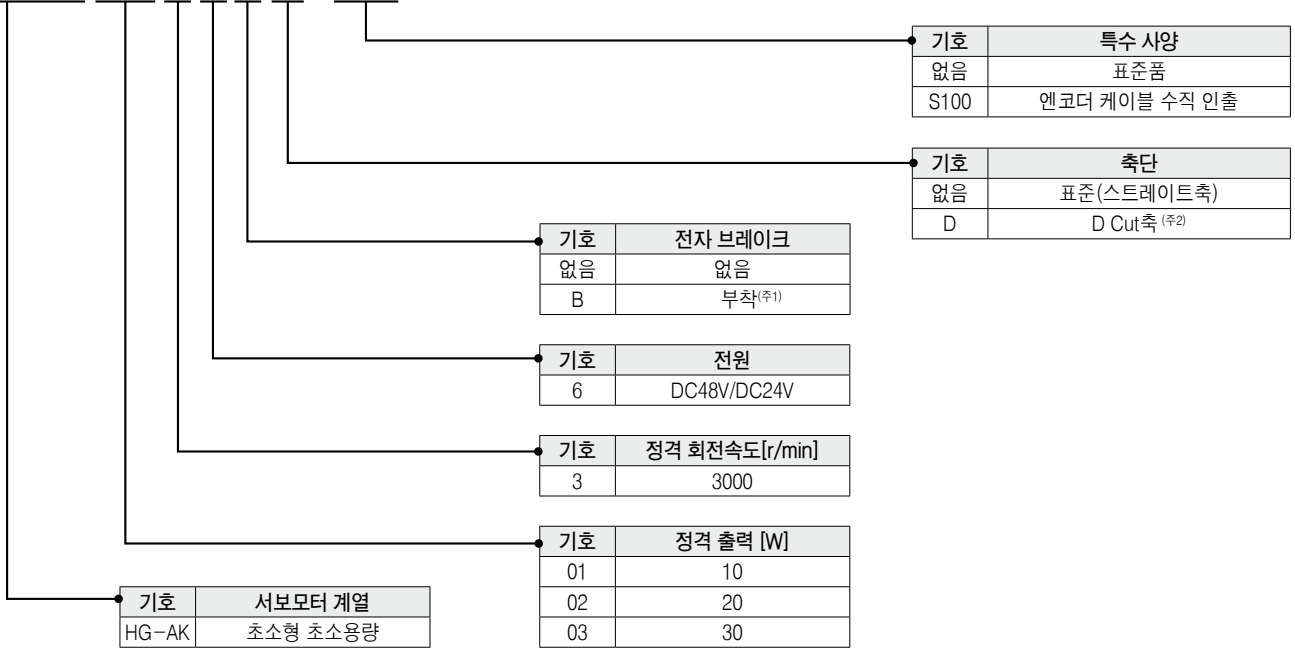 기호 특수 사양
없음 표준품
S100 엔코더 케이블 수직 인출
기호 축단
없음 표준(스트레이트축)
D D Cut축 (주2)
기호 전자 브레이크
없음 없음
B 부착(주1)
기호 전원
6 DC48V/DC24V
기호 정격 회전속도[r/min]
3 3000
기호 정격 출력 [W]
01 10
02 20
03 30
기호 서보모터 계열
HG-AK 초소형 초소용량